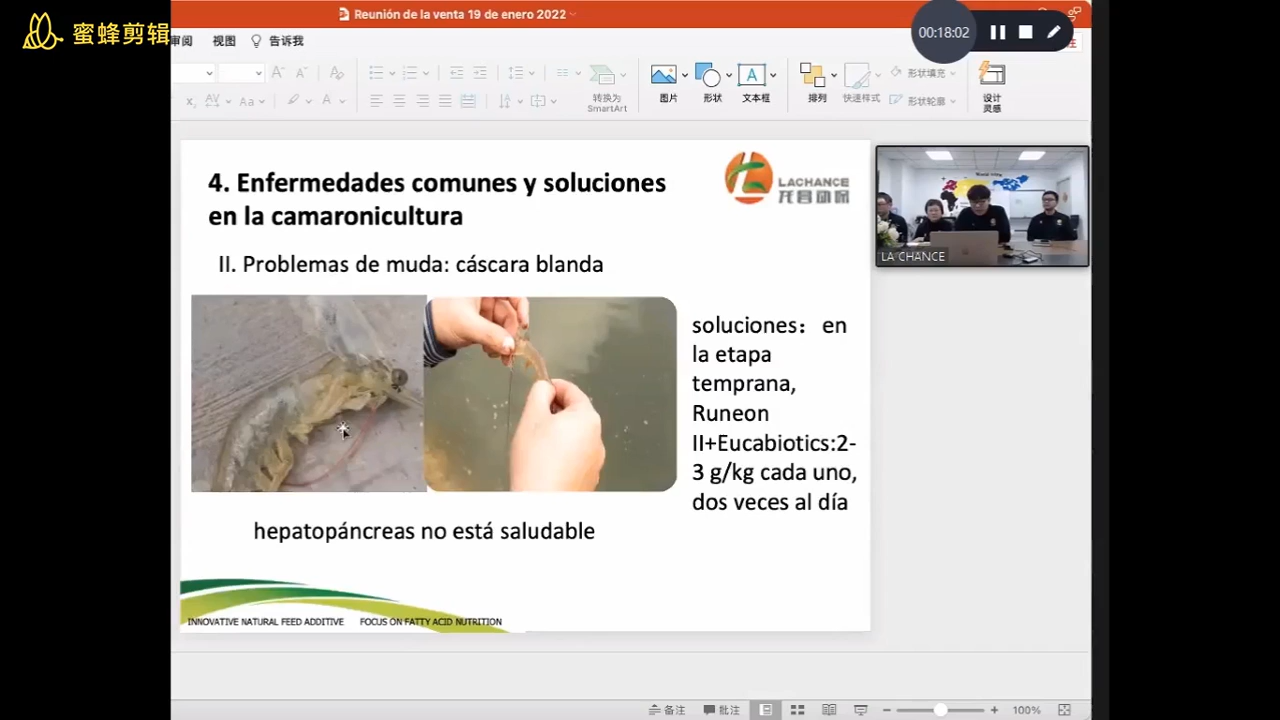 蜜蜂剪辑
Reunión de la venta 19 de enero 2022
00:18:02
审阅 视图 告诉我
转换为
SmartArt
图片 形状 文本框 排列 快速样式 形状填充
形状轮廓
设计
灵感
4. Enfermedades comunes y soluciones
en la camaronicultura
LACHANCE
II. Problemas de muda: cáscara blanda
LA CHANCE
soluciones：en
la etapa
temprana,
Runeon
II+Eucabiotics:2-
3 g/kg cada uno,
dos veces al día
hepatopáncreas no está saludable
INNOVATIVE NATURAL FEED ADDITIVE FOCUS ON FATTY ACID NUTRITION
备注 批注 100%